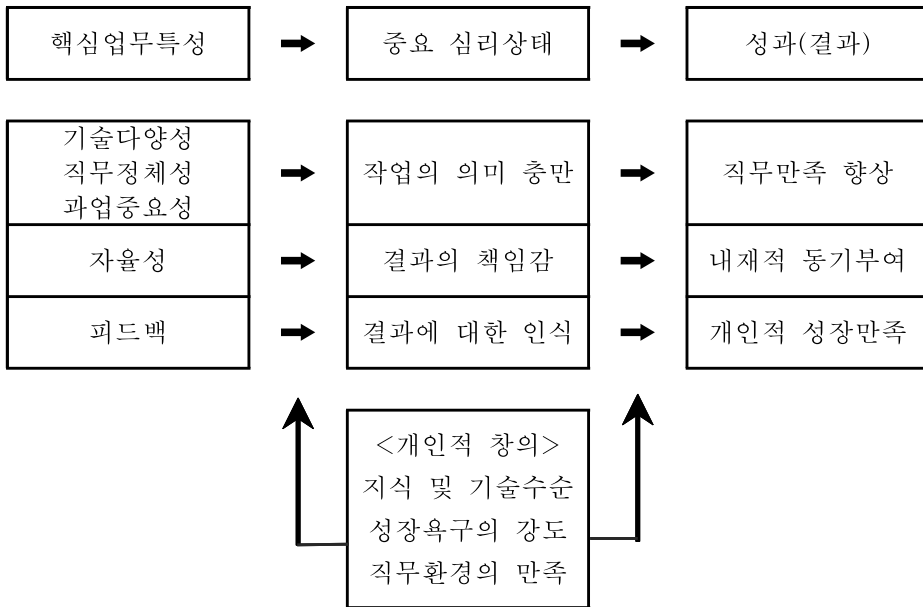 핵심업무특성
중요 심리상태
성과(결과)
기술다양성
직무정체성
과업중요성
작업의 의미 충만
직무만족 향상
자율성
결과의 책임감
내재적 동기부여
피드백
결과에 대한 인식
개인적 성장만족
<개인적 창의>
지식 및 기술수순
성장욕구의 강도
직무환경의 만족